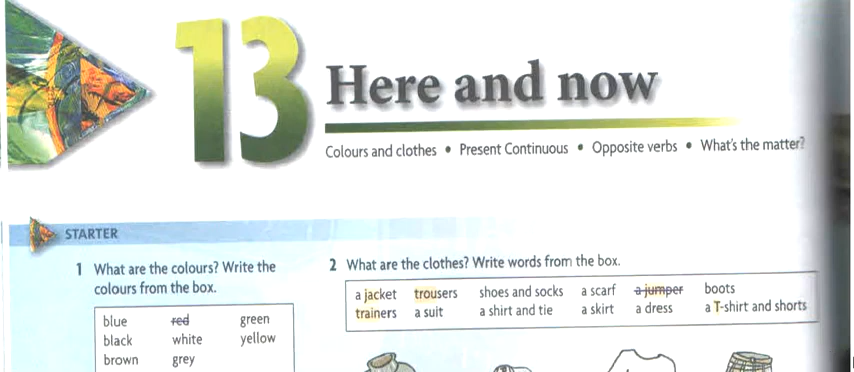 13
Here and now
Colours and clothes • Present Continuous • Opposite verbs • What's the matter?
STARTER
1 What are the colours? Write the
colours from the box.
blue red green
black white yellow
brown grey
2 What are the clothes? Write words from the box.
a jacket trousers shoes and socks a scarf a jumper boots
trainers a suit a shirt and tie a skirt a dress a T-shirt and shorts